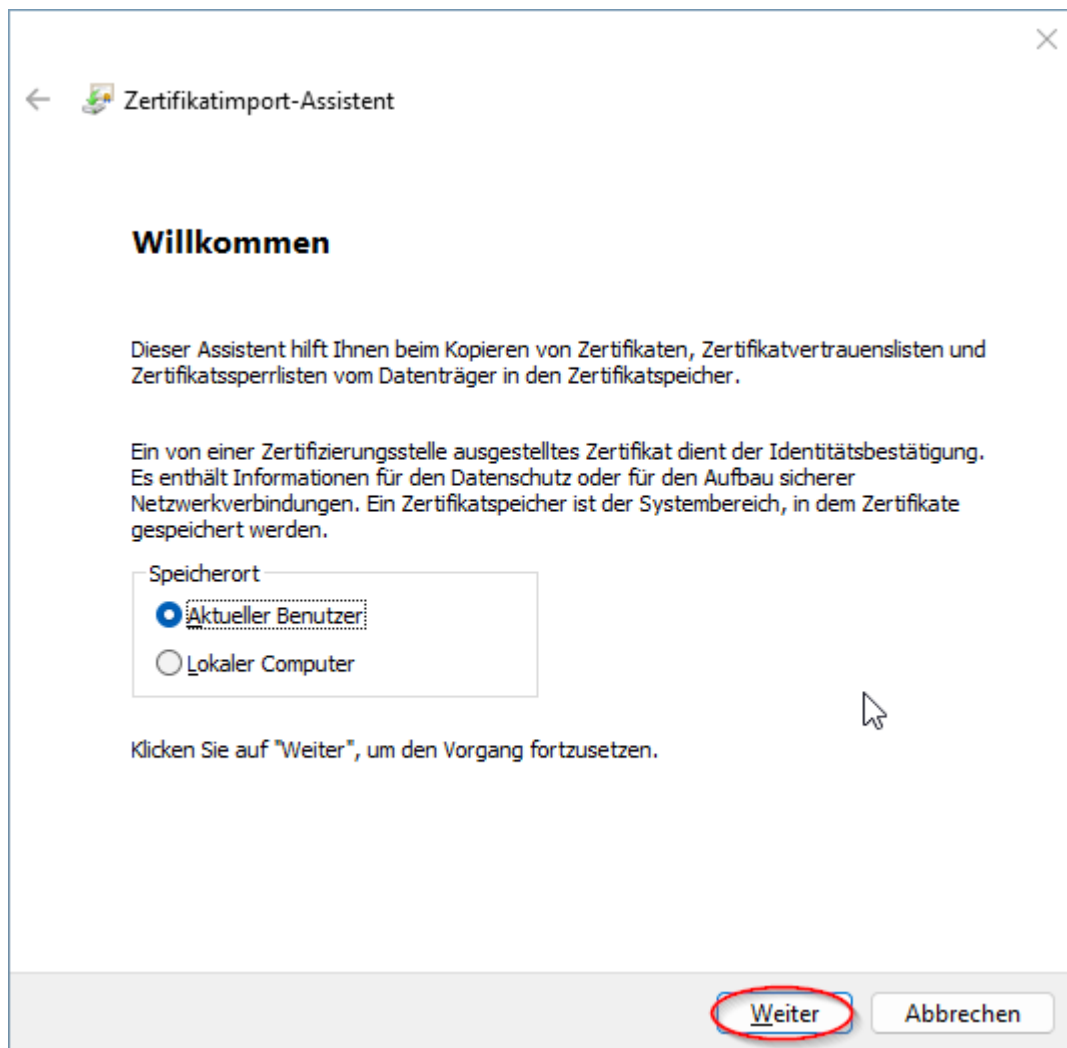 Zertifikatimport-Assistent
Willkommen
Dieser Assistent hilft Ihnen beim Kopieren von Zertifikaten, Zertifikatvertrauenslisten und
Zertifikatssperrlisten vom Datenträger in den Zertifikatspeicher.
Ein von einer Zertifizierungsstelle ausgestelltes Zertifikat dient der Identitätsbestätigung.
Es enthält Informationen für den Datenschutz oder für den Aufbau sicherer
Netzwerkverbindungen. Ein Zertifikatspeicher ist der Systembereich, in dem Zertifikate
gespeichert werden.
Speicherort
Aktueller Benutzer
Lokaler Computer
Klicken Sie auf "Weiter", um den Vorgang fortzusetzen.
Weiter
Abbrechen